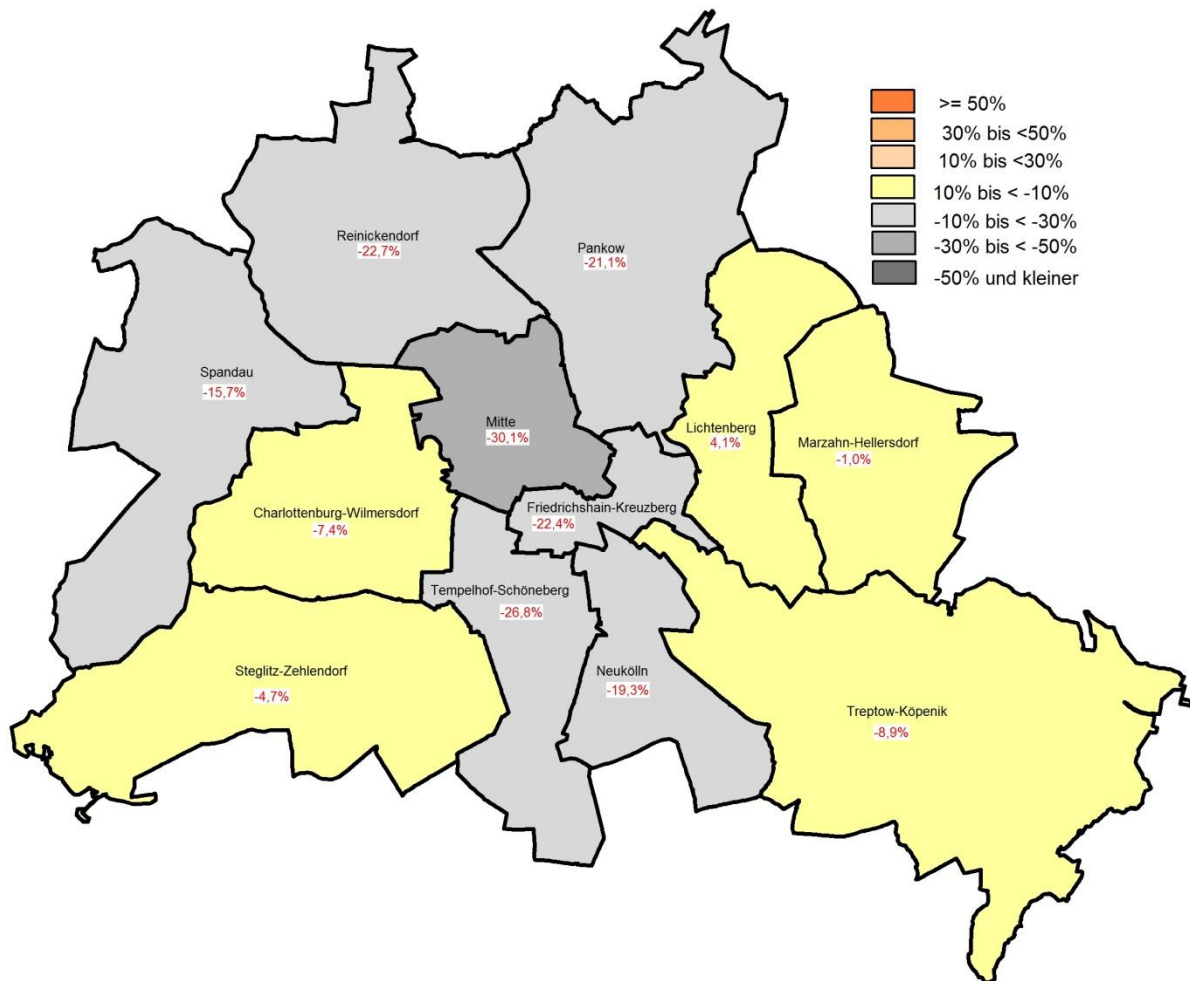 >= 50%
30% bis <50%
10% bis <30%
10% bis < -10%
-10% bis < -30%
-30% bis < -50%
-50% und kleiner
Reinickendorf
-22,7%
Pankow
-21,1%
Spandau
-15,7%
Mitte
-30,1%
Lichtenberg
4,1%
Marzahn-Hellersdorf
-1,0%
Charlottenburg-Wilmersdorf
-7,4%
Friedrichshain-Kreuzberg
-22,4%
Tempelhof-Schöneberg
-26,8%
Steglitz-Zehlendorf
-4,7%
Neukölln
-19,3%
Treptow-Köpenik
-8,9%